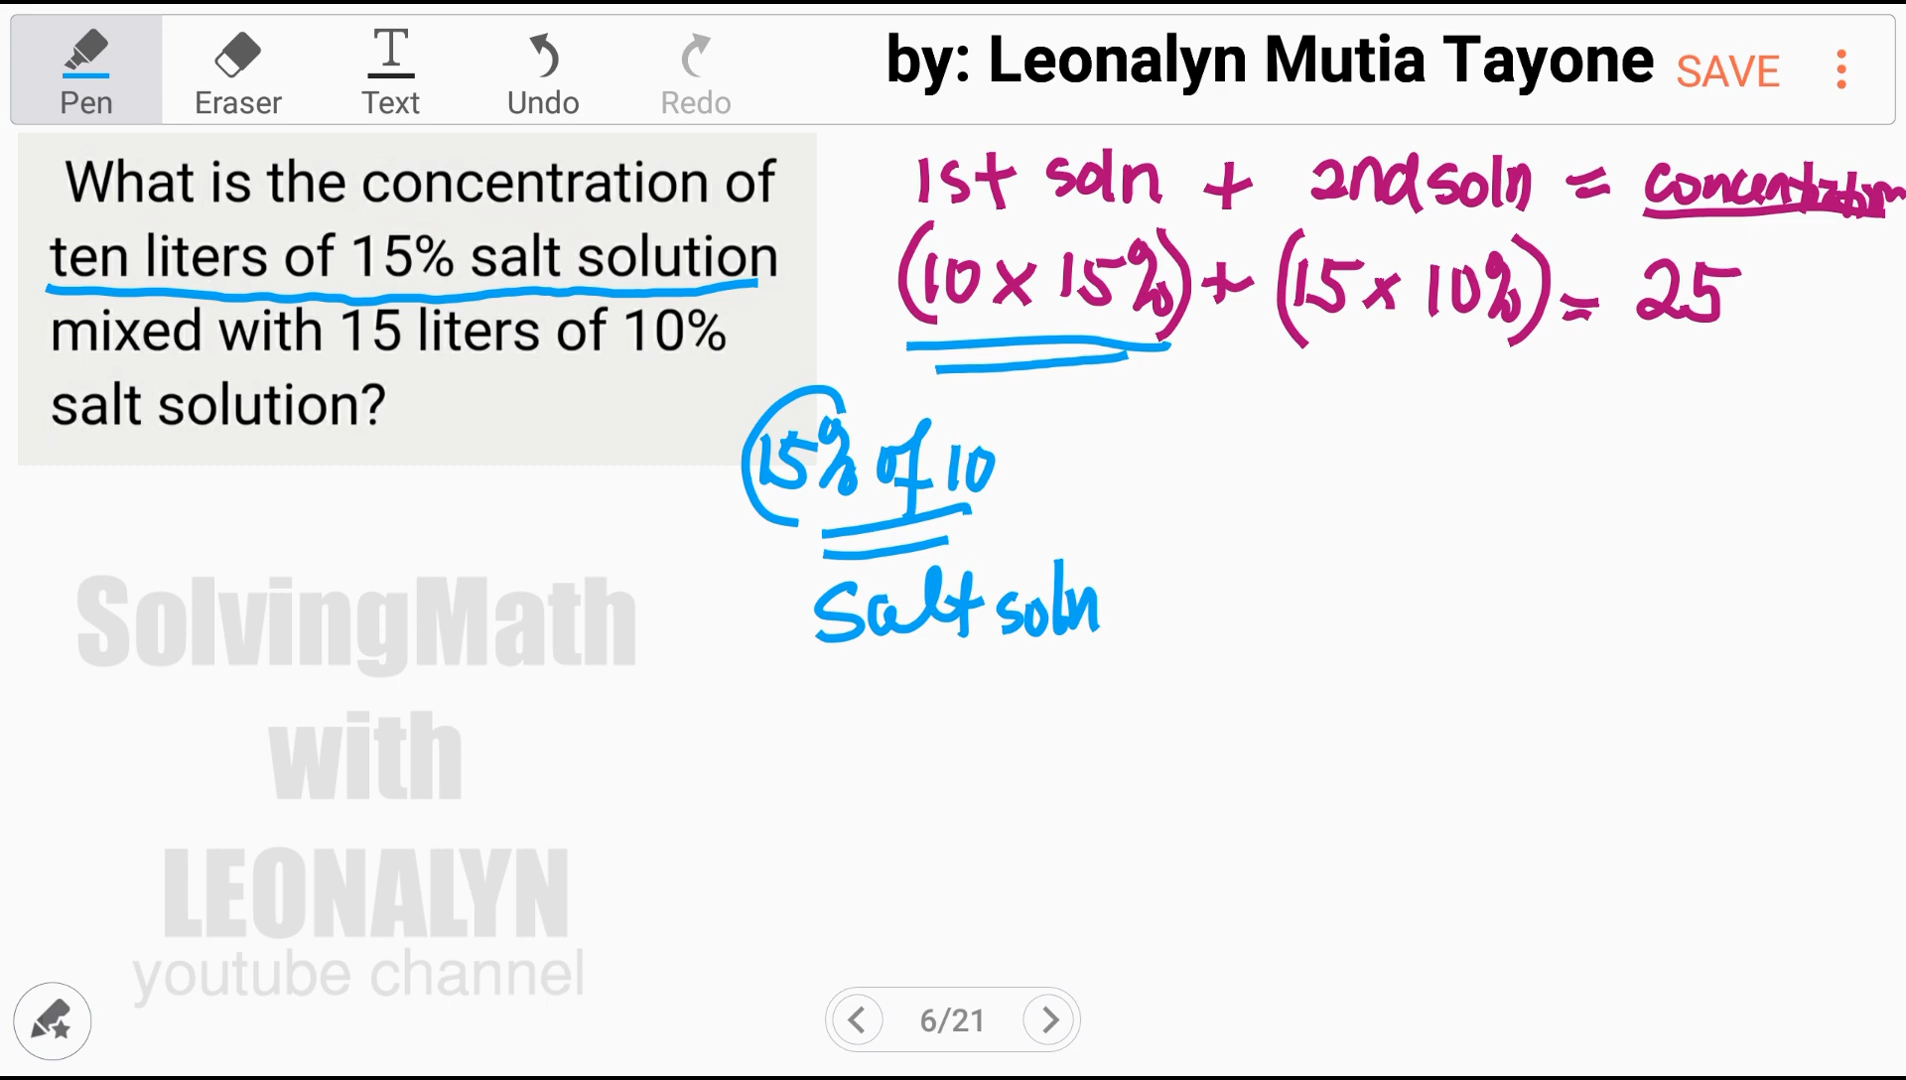 Pen
Eraser
Text
Undo
Redo
by: Leonalyn Mutia Tayone
SAVE
What is the concentration of
ten liters of 15% salt solution
mixed with 15 liters of 10%
salt solution?
1st soln + 2nd soln = concentration
(10 x 15%) + (15 x 10%) = 25
15% of 10
salt soln
SolvingMath
with
LEONALYN
youtube channel
6/21